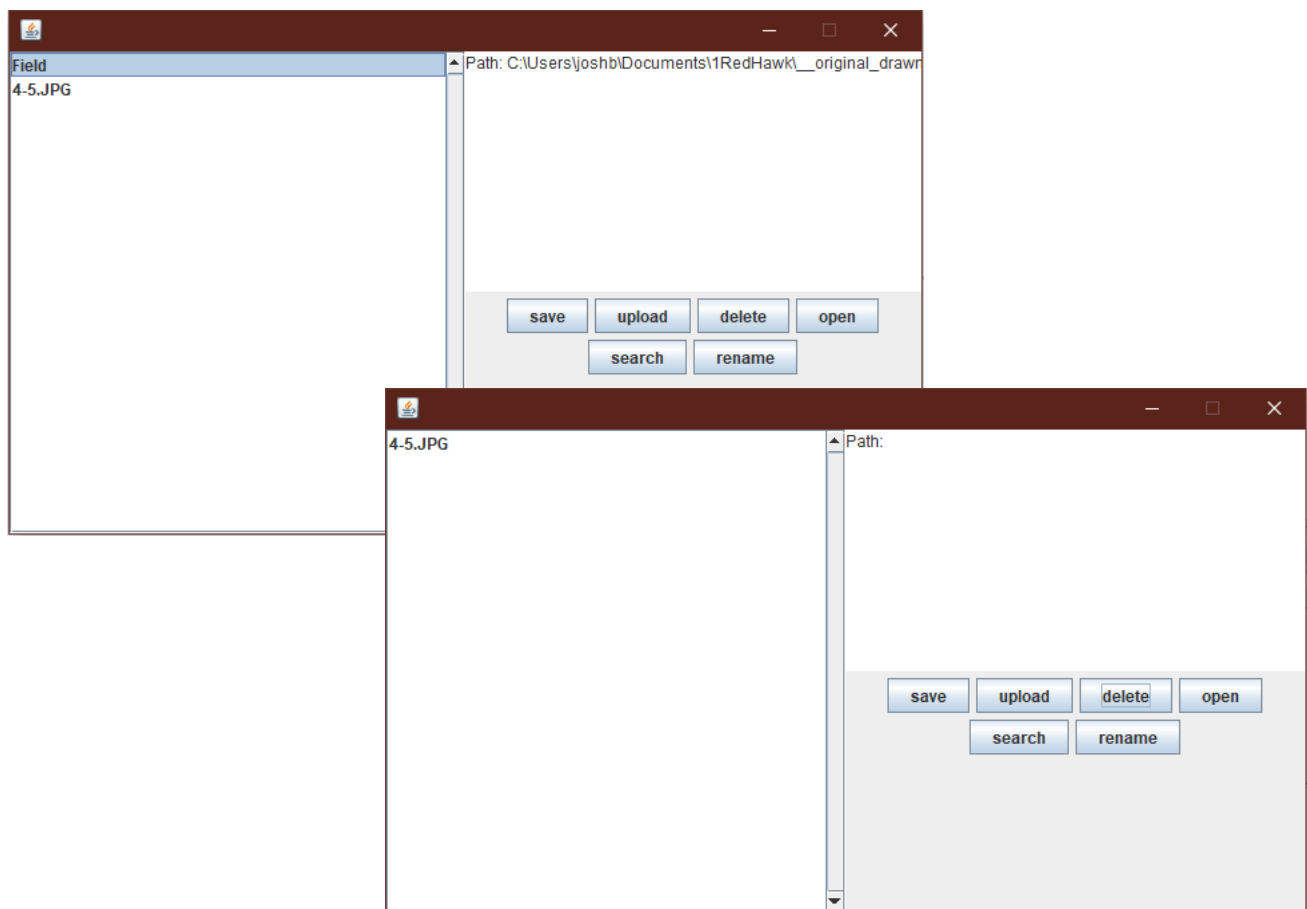 Field
4-5.JPG
Path: C:\Users\joshb\Documents\1RedHawk\__original_drawn
save upload delete open
search rename
4-5.JPG
Path:
save upload delete open
search rename